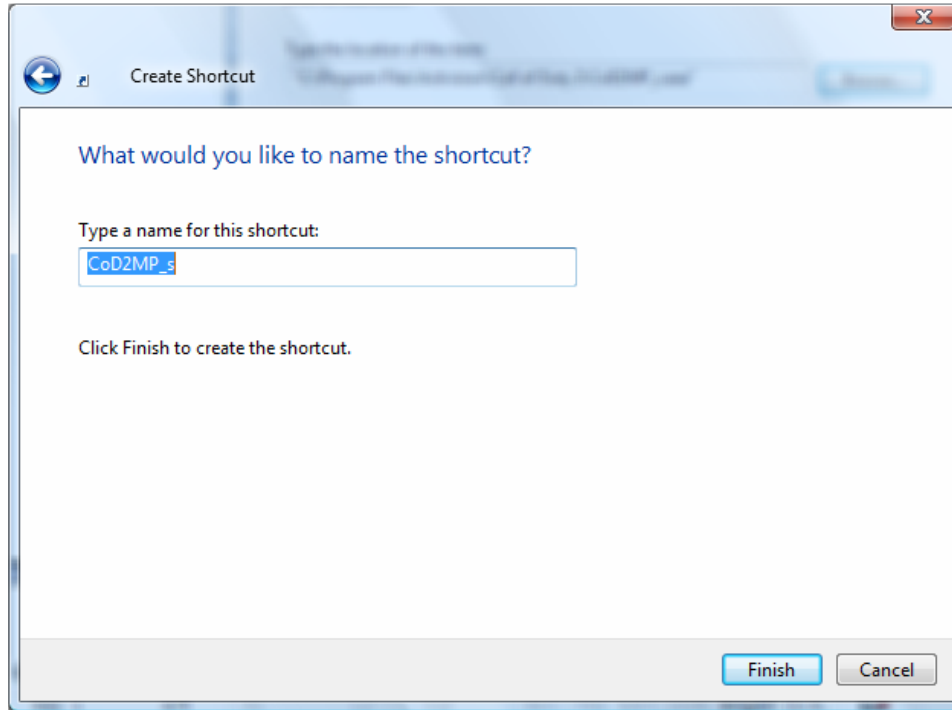 Create Shortcut
What would you like to name the shortcut?
Type a name for this shortcut:
CoD2MP_s
Click Finish to create the shortcut.
Finish
Cancel